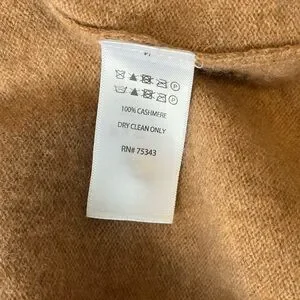 100% CASHMERE
DRY CLEAN ONLY
RN# 75343